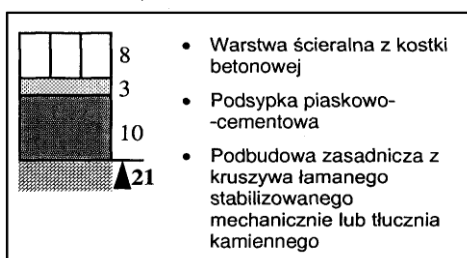 8
3
10
21
• Warstwa ścieralna z kostki
betonowej
• Podsypka piaskowo-
-cementowa
• Podbudowa zasadnicza z
kruszywa łamanego
stabilizowanego
mechanicznie lub tłucznia
kamiennego